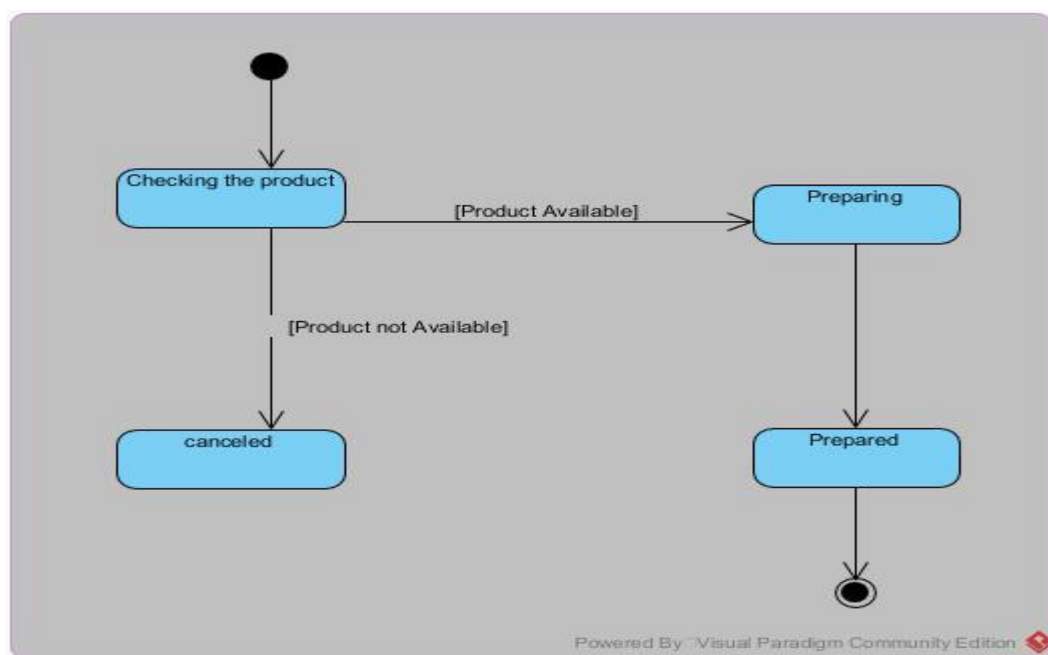 Checking the product
[Product Available]
Preparing
[Product not Available]
canceled
Prepared
Powered By Visual Paradigm Community Edition